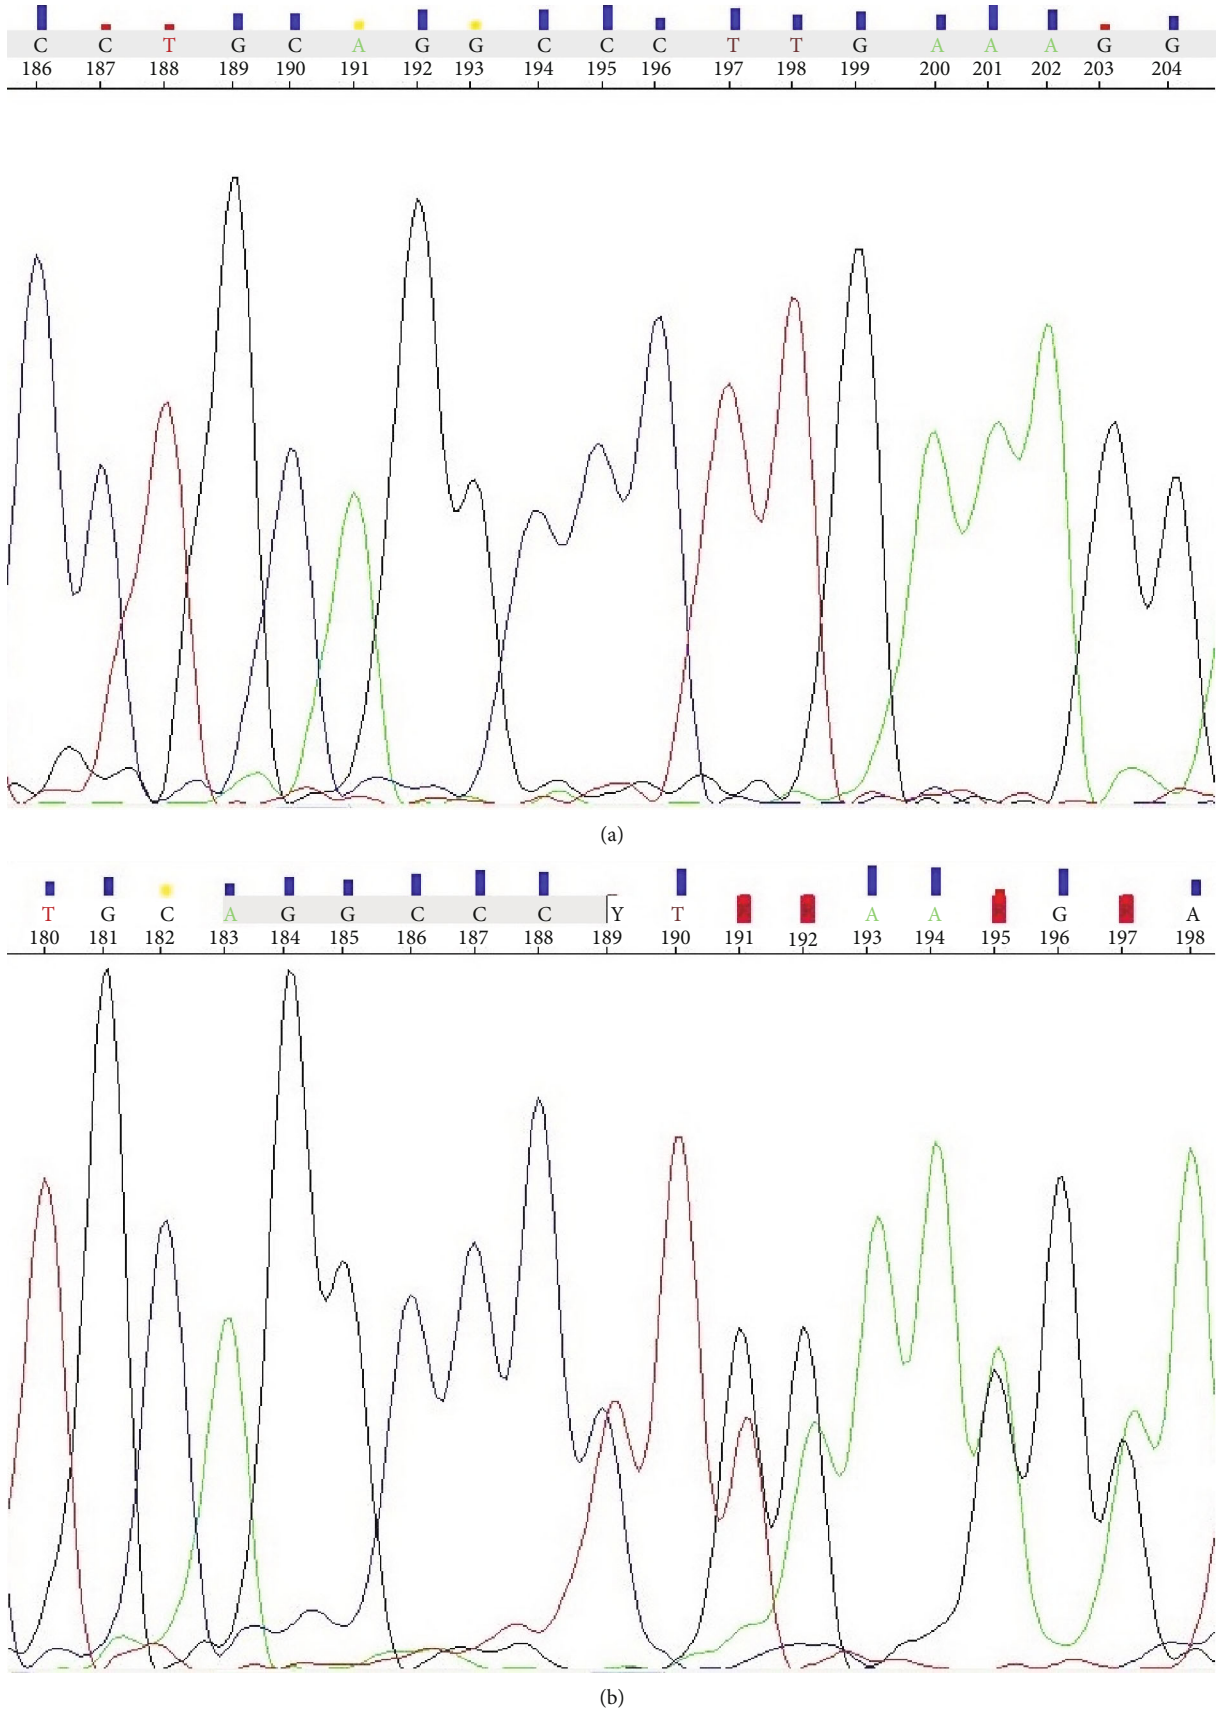 C C T G C A G G C C C T T G A A A G G
186 187 188 189 190 191 192 193 194 195 196 197 198 199 200 201 202 203 204
(a)
T G C A G G C C C Y T A A G A
180 181 182 183 184 185 186 187 188 189 190 191 192 193 194 195 196 197 198
(b)